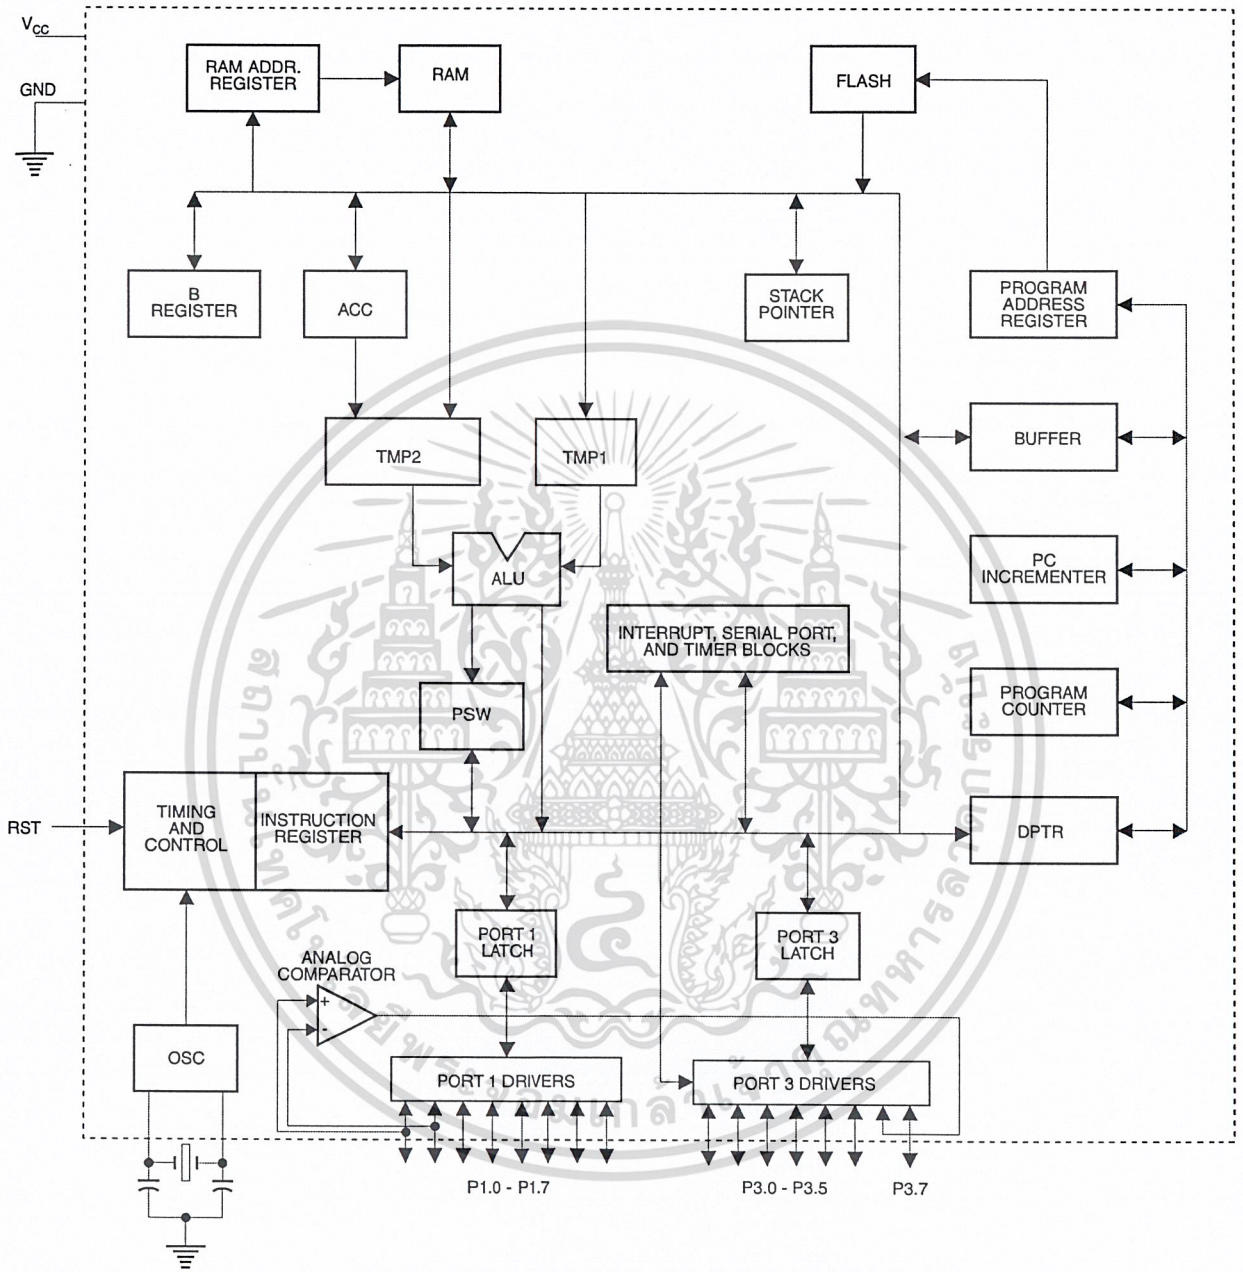 VCC
GND
RAM ADDR.
REGISTER
RAM
FLASH
B
REGISTER
ACC
STACK
POINTER
PROGRAM
ADDRESS
REGISTER
TMP2
TMP1
BUFFER
ALU
PC
INCREMENTER
INTERRUPT, SERIAL PORT,
AND TIMER BLOCKS
PSW
PROGRAM
COUNTER
RST
TIMING
AND
CONTROL
INSTRUCTION
REGISTER
DPTR
PORT 1
LATCH
PORT 3
LATCH
ANALOG
COMPARATOR
+
-
OSC
PORT 1 DRIVERS
PORT 3 DRIVERS
P1.0 - P1.7
P3.0 - P3.5
P3.7